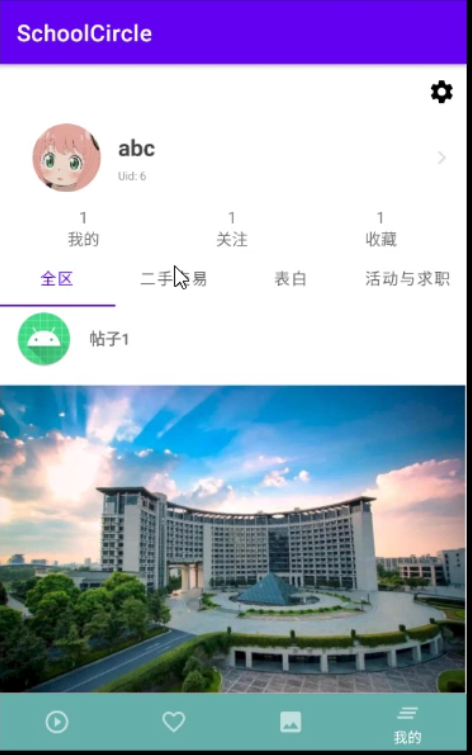 SchoolCircle
abc
Uid: 6
1 1 1
我的 关注 收藏
全区 二手 易 表白 活动与求职
帖子1
我的